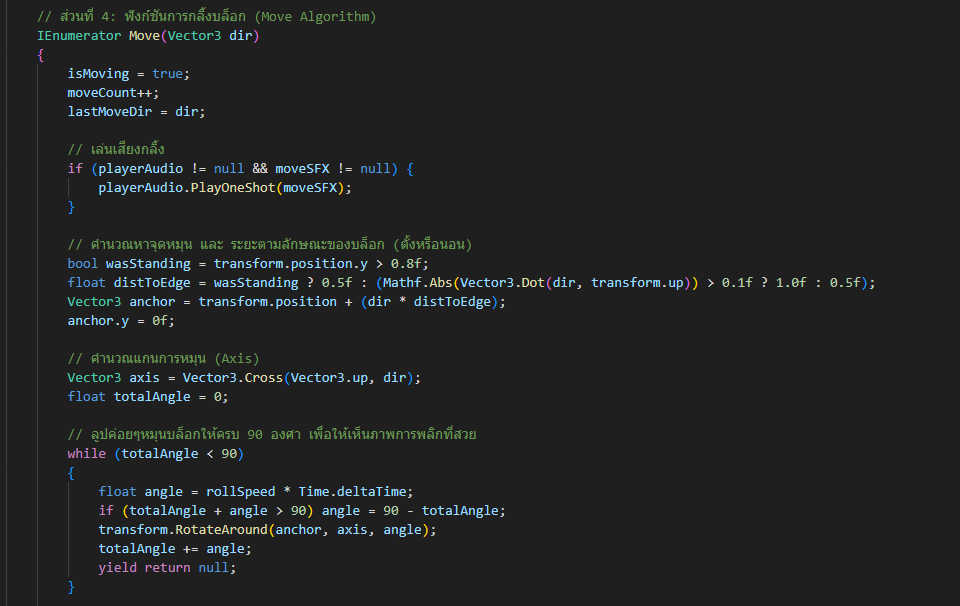 // ส่วนที่ 4: ฟังก์ชันการกลิ้งบล็อก (Move Algorithm)
IEnumerator Move(Vector3 dir)
{
isMoving = true;
moveCount++;
lastMoveDir = dir;
// เล่นเสียงกลิ้ง
if (playerAudio != null && moveSFX != null) {
playerAudio.PlayOneShot(moveSFX);
}
// คำนวณหาจุดหมุน และ ระยะตามลักษณะของบล็อก (ตั้งหรือนอน)
bool wasStanding = transform.position.y > 0.8f;
float distToEdge = wasStanding ? 0.5f : (Mathf.Abs(Vector3.Dot(dir, transform.up)) > 0.1f ? 1.0f : 0.5f);
Vector3 anchor = transform.position + (dir * distToEdge);
anchor.y = 0f;
// คำนวณแกนการหมุน (Axis)
Vector3 axis = Vector3.Cross(Vector3.up, dir);
float totalAngle = 0;
// ลูปค่อยๆหมุนบล็อกให้ครบ 90 องศา เพื่อให้เห็นภาพการพลิกที่สวย
while (totalAngle < 90)
{
float angle = rollSpeed * Time.deltaTime;
if (totalAngle + angle > 90) angle = 90 - totalAngle;
transform.RotateAround(anchor, axis, angle);
totalAngle += angle;
yield return null;
}